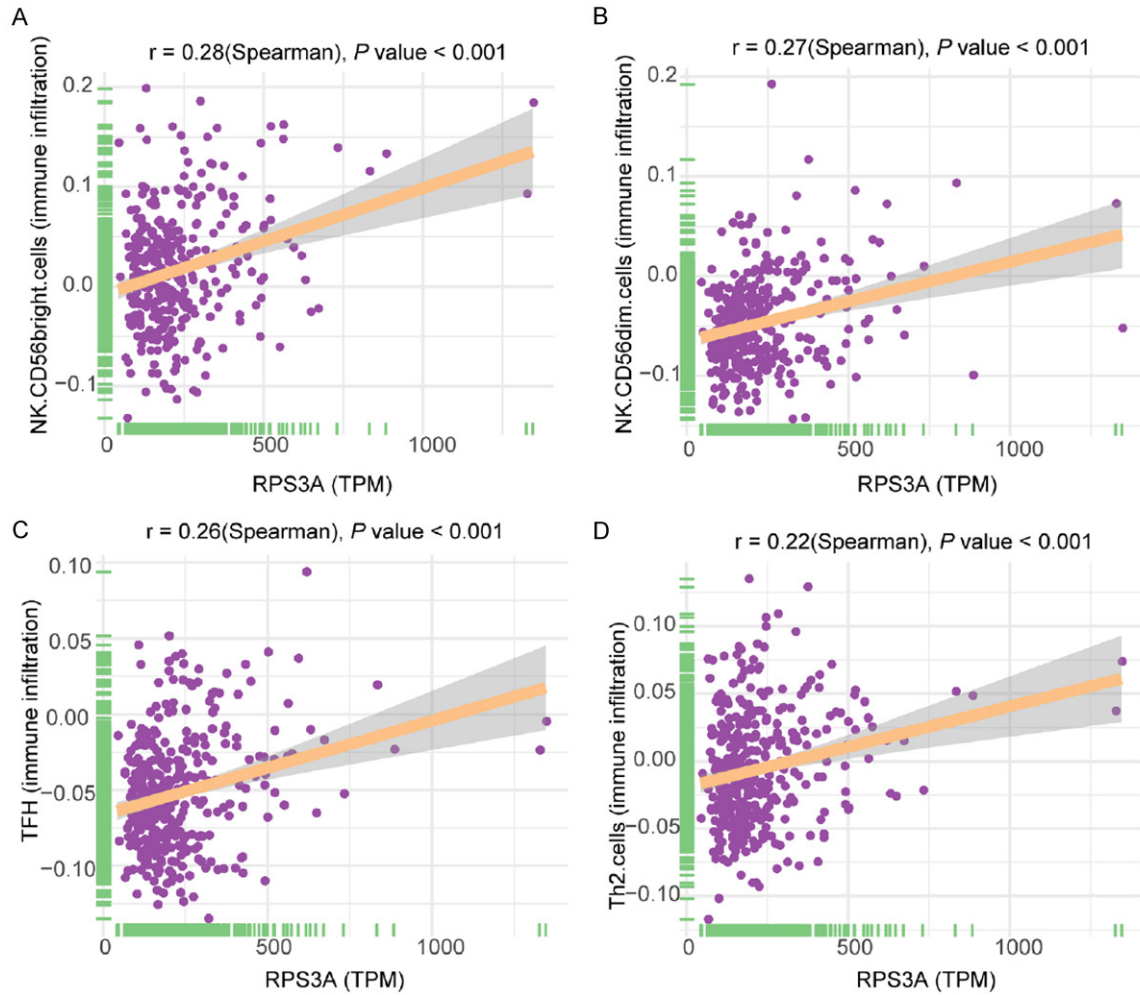 A
r = 0.28(Spearman), P value < 0.001
NK.CD56bright.cells (immune infiltration)
0.2
0.1
0.0
−0.1
500
1000
RPS3A (TPM)
B
r = 0.27(Spearman), P value < 0.001
NK.CD56dim.cells (immune infiltration)
0.2
0.1
0.0
−0.1
0
500
1000
RPS3A (TPM)
C
r = 0.26(Spearman), P value < 0.001
TFH (immune infiltration)
0.10
0.05
0.00
−0.05
−0.10
0
500
1000
RPS3A (TPM)
D
r = 0.22(Spearman), P value < 0.001
Th2.cells (immune infiltration)
0.10
0.05
0.00
−0.05
−0.10
0
500
1000
RPS3A (TPM)